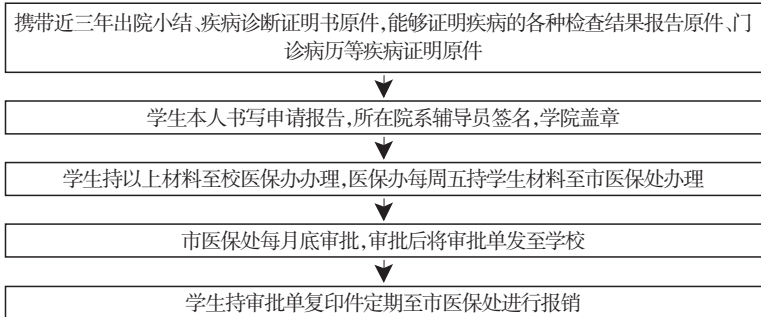 携带近三年出院小结、疾病诊断证明书原件,能够证明疾病的各种检查结果报告原件、门
诊病历等疾病证明原件
学生本人书写申请报告,所在院系辅导员签名,学院盖章
学生持以上材料至校医保办办理,医保办每周五持学生材料至市医保处办理
市医保处每月底审批,审批后将审批单发至学校
学生持审批单复印件定期至市医保处进行报销